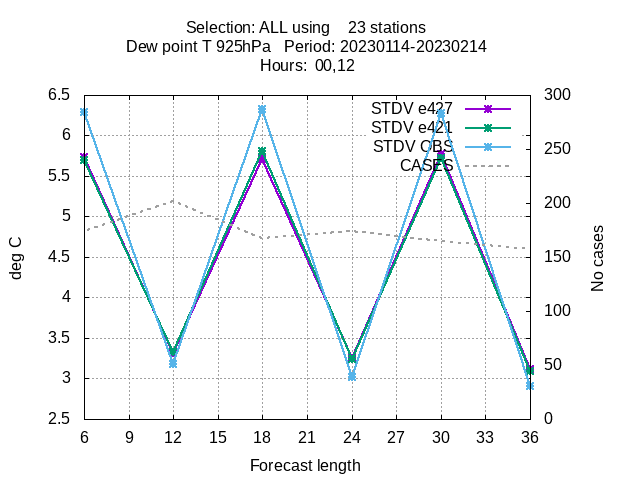 Selection: ALL using 23 stations
Dew point T 925hPa Period: 20230114-20230214
Hours: 00,12
STDV e427
STDV e421
STDV OBS
CASES
6.5
6
5.5
5
4.5
4
3.5
3
2.5
300
250
200
150
100
50
0
deg C
No cases
6 9 12 15 18 21 24 27 30 33 36
Forecast length